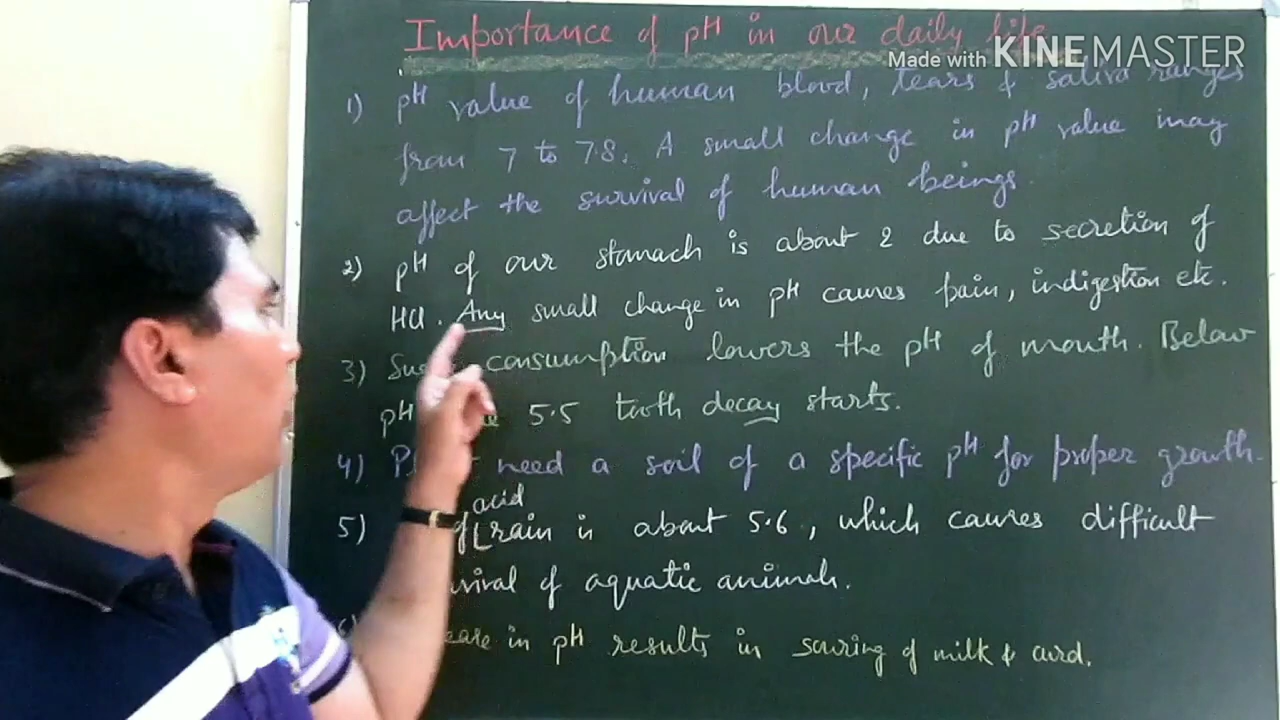 Importance of pH in our daily life
Made with KINEMASTER
1) pH value of human blood, tears & saliva ranges
from 7 to 7.8. A small change in pH value may
affect the survival of human beings.
2) pH of our stomach is about 2 due to secretion of
HCl. Any small change in pH causes pain, indigestion etc.
3) consumption lowers the pH of mouth. Below
pH 5.5 tooth decay starts.
4) need a soil of a specific pH for proper growth.
acid
5) of rain is about 5.6, which causes difficult
of aquatic animals.
in pH results in souring of milk & curd.